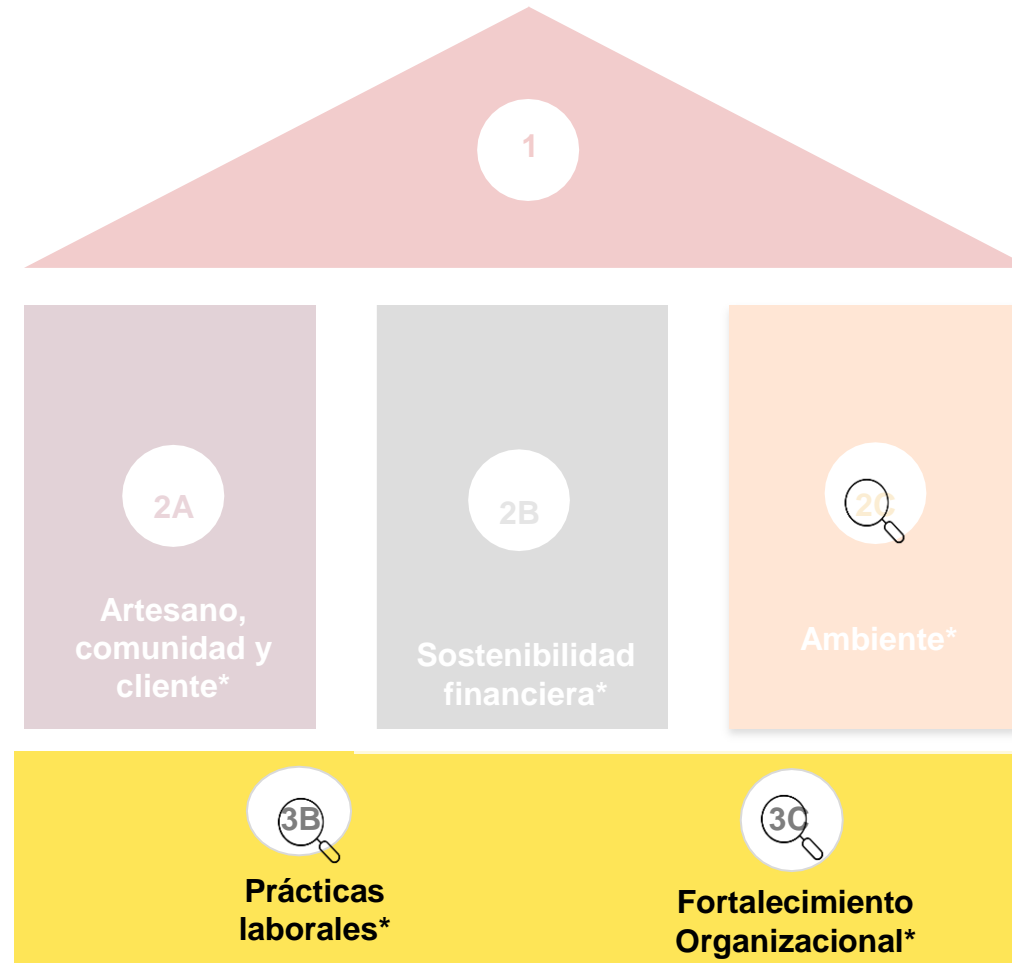 1
2A
Artesano,
comunidad y
cliente*
2B
Sostenibilidad
financiera*
2C
Ambiente*
3B
Prácticas
laborales*
3C
Fortalecimiento
Organizacional*